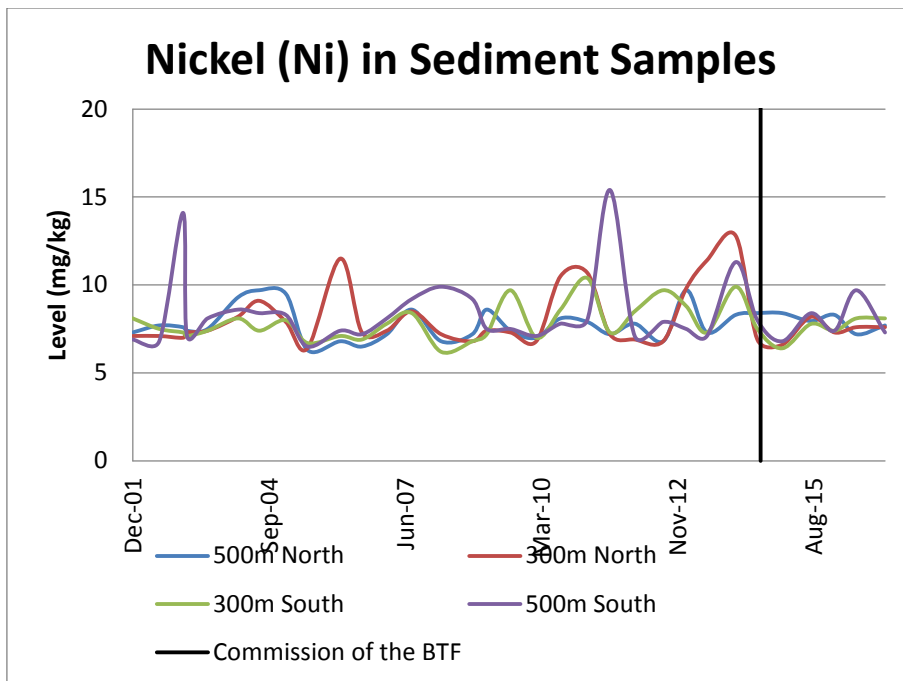 Nickel (Ni) in Sediment Samples
20
15
10
5
0
Level (mg/kg)
Dec-01
Sep-04
Jun-07
Mar-10
Nov-12
Aug-15
500m North
300m North
300m South
500m South
Commission of the BTF